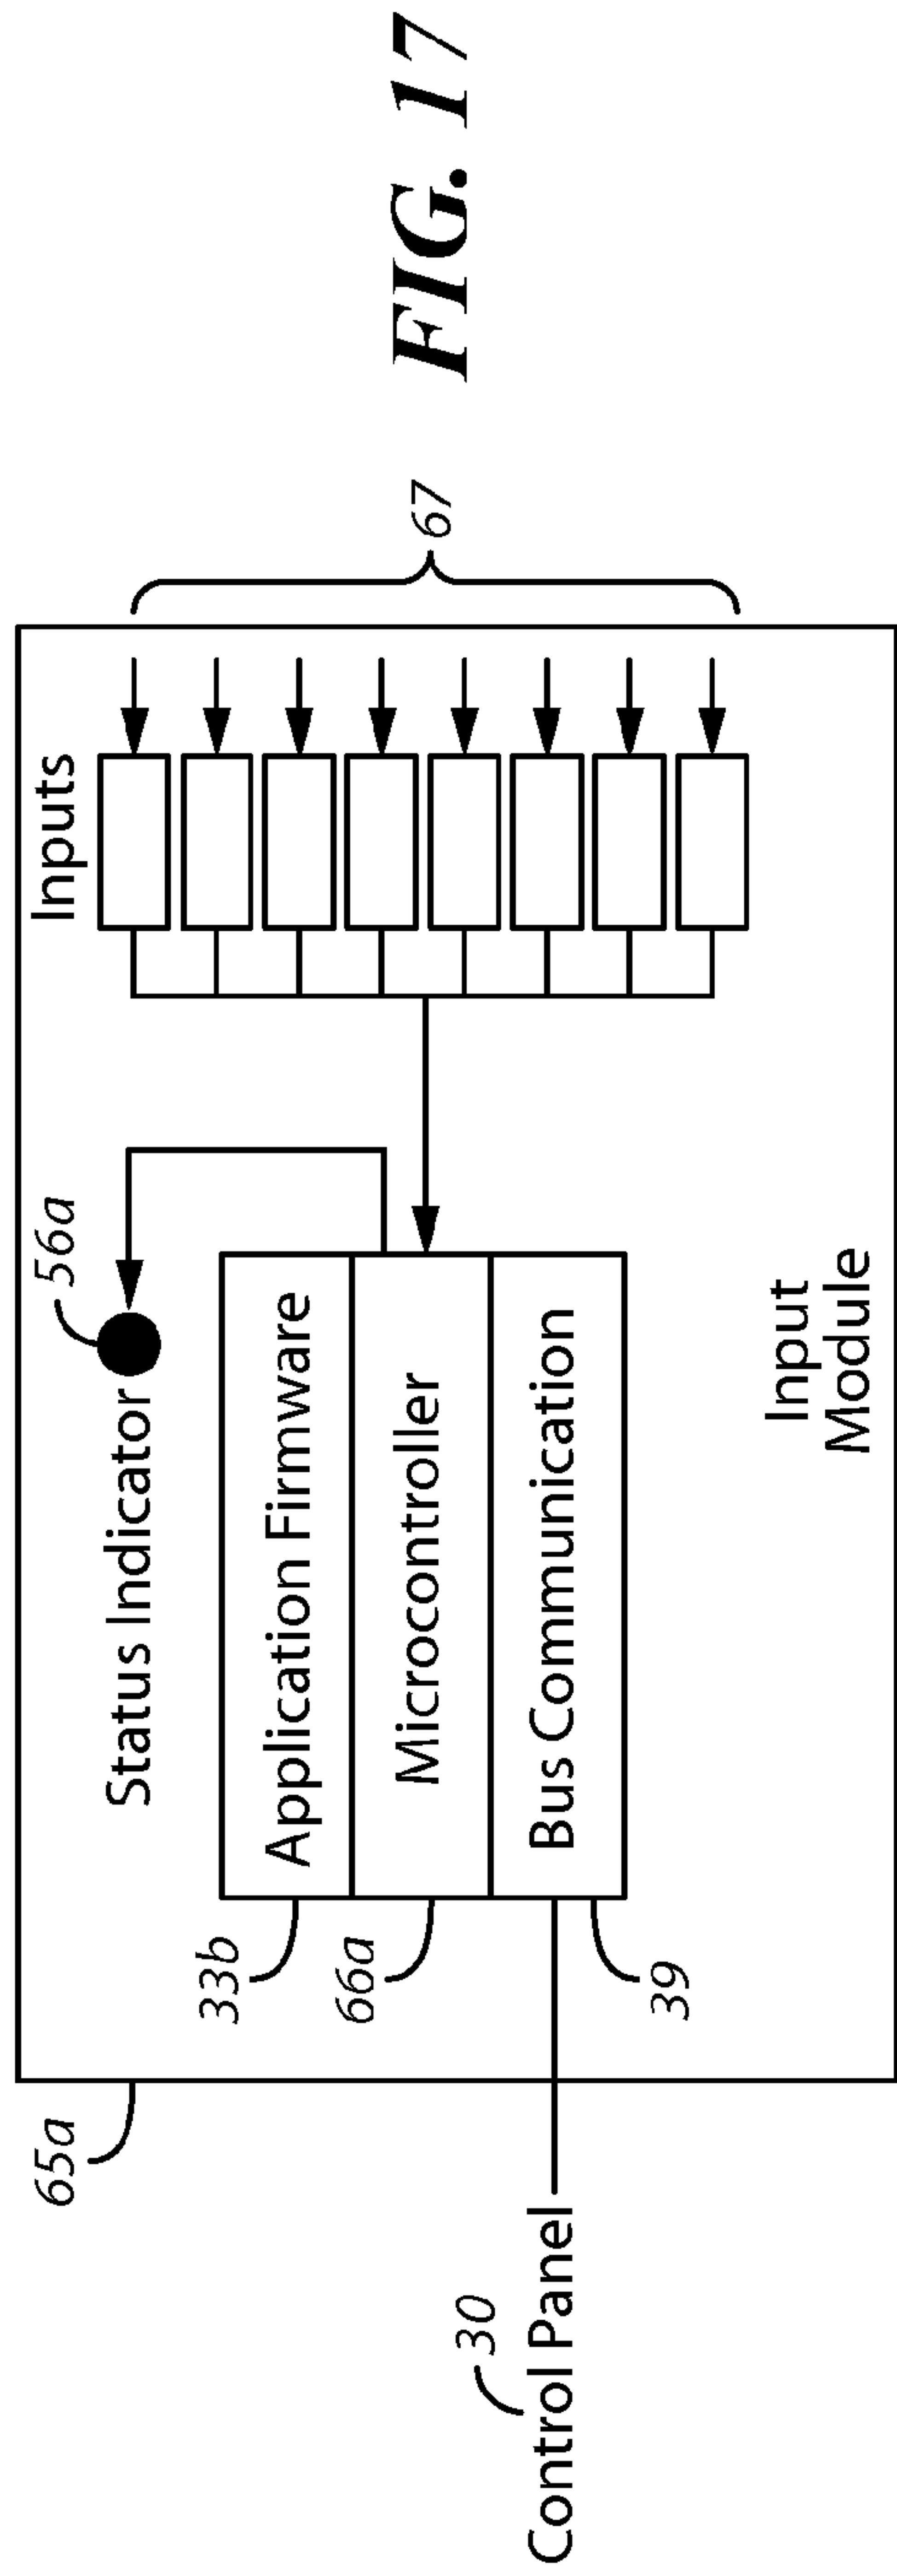 65a
Status Indicator
56a
Inputs
33b
Application Firmware
66a
Microcontroller
67
30
Control Panel
Bus Communication
39
Input
Module
FIG. 17